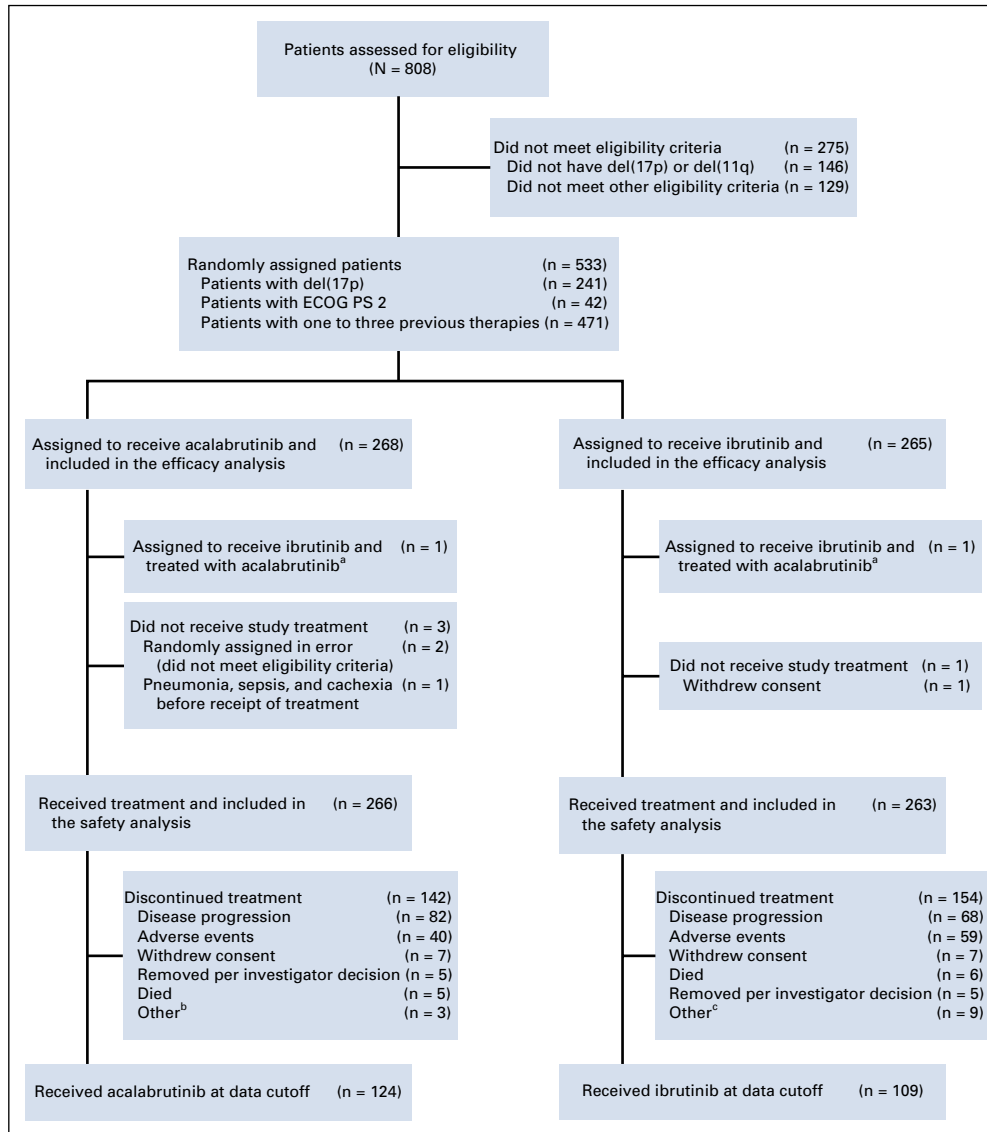 Patients assessed for eligibility
(N = 808)
Did not meet eligibility criteria (n = 275)
Did not have del(17p) or del(11q) (n = 146)
Did not meet other eligibility criteria (n = 129)
Randomly assigned patients (n = 533)
Patients with del(17p) (n = 241)
Patients with ECOG PS 2 (n = 42)
Patients with one to three previous therapies (n = 471)
Assigned to receive acalabrutinib and (n = 268)
included in the efficacy analysis
Assigned to receive ibrutinib and (n = 265)
included in the efficacy analysis
Assigned to receive ibrutinib and (n = 1)
treated with acalabrutinibᵃ
Assigned to receive ibrutinib and (n = 1)
treated with acalabrutinibᵃ
Did not receive study treatment (n = 3)
Randomly assigned in error (n = 2)
(did not meet eligibility criteria)
Pneumonia, sepsis, and cachexia (n = 1)
before receipt of treatment
Did not receive study treatment (n = 1)
Withdrew consent (n = 1)
Received treatment and included in (n = 266)
the safety analysis
Received treatment and included in (n = 263)
the safety analysis
Discontinued treatment (n = 142)
Disease progression (n = 82)
Adverse events (n = 40)
Withdrew consent (n = 7)
Removed per investigator decision (n = 5)
Died (n = 5)
Otherᵇ (n = 3)
Discontinued treatment (n = 154)
Disease progression (n = 68)
Adverse events (n = 59)
Withdrew consent (n = 7)
Died (n = 6)
Removed per investigator decision (n = 5)
Otherᶜ (n = 9)
Received acalabrutinib at data cutoff (n = 124)
Received ibrutinib at data cutoff (n = 109)